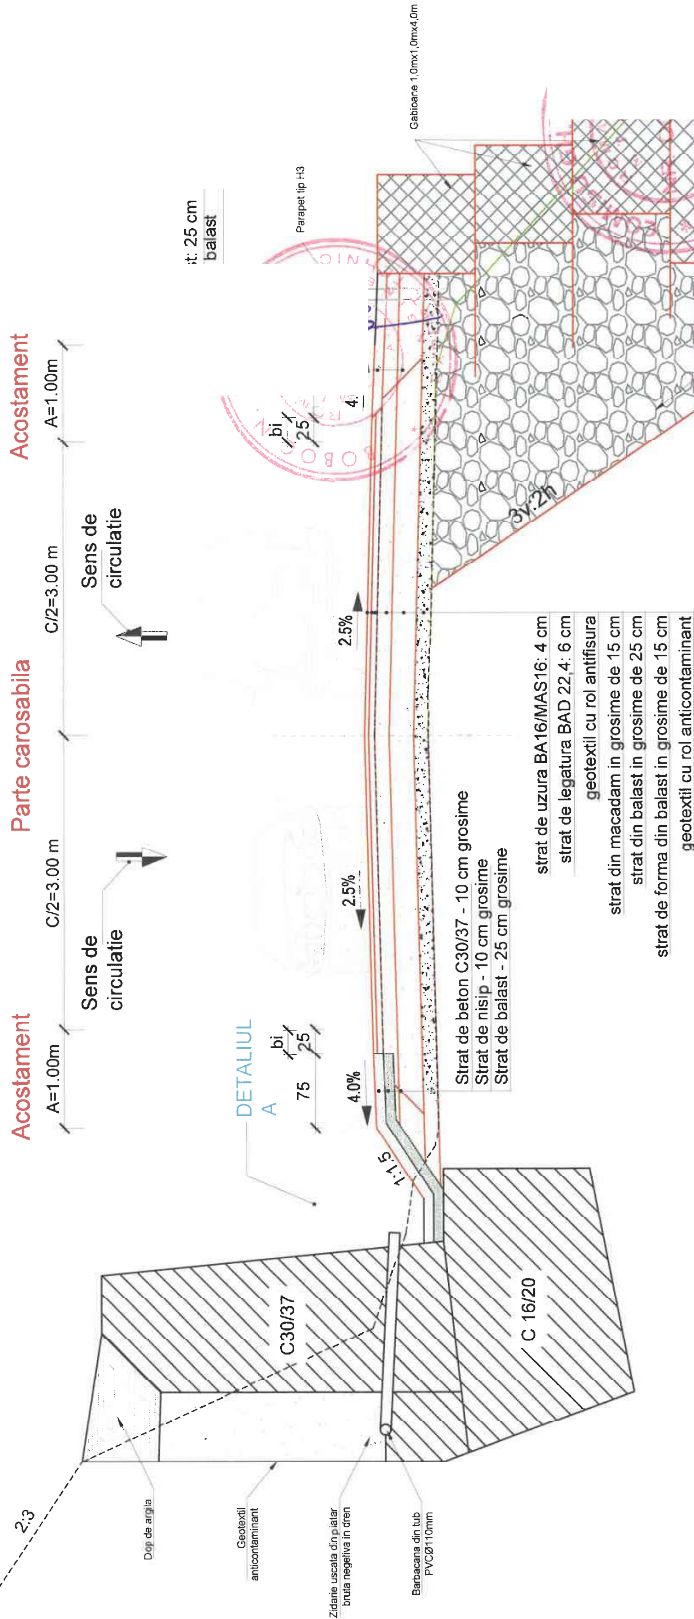 Acostament
Parte carosabila
Acostament
A=1.00m
C/2=3.00 m
C/2=3.00 m
A=1.00m
Sens de
circulatie
Sens de
circulatie
: 25 cm
balast
DETALIUL
A
bi
75
25
bi
25
4.
Parapet tip H3
Gabioane 1,0mx1,0mx4,0m
4.0%
2.5%
2.5%
1:1.5
3v:2h
2:3
C30/37
C 16/20
Dop de argila
Geotextil
anticontaminant
Zidarie uscata din piatar
bruta negeliva in dren
Barbacana din tub
PVCØ110mm
Strat de beton C30/37 - 10 cm grosime
Strat de nisip - 10 cm grosime
Strat de balast - 25 cm grosime
strat de uzura BA16/MAS16: 4 cm
strat de legatura BAD 22,4: 6 cm
geotextil cu rol antifisura
strat din macadam in grosime de 15 cm
strat din balast in grosime de 25 cm
strat de forma din balast in grosime de 15 cm
geotextil cu rol anticontaminant